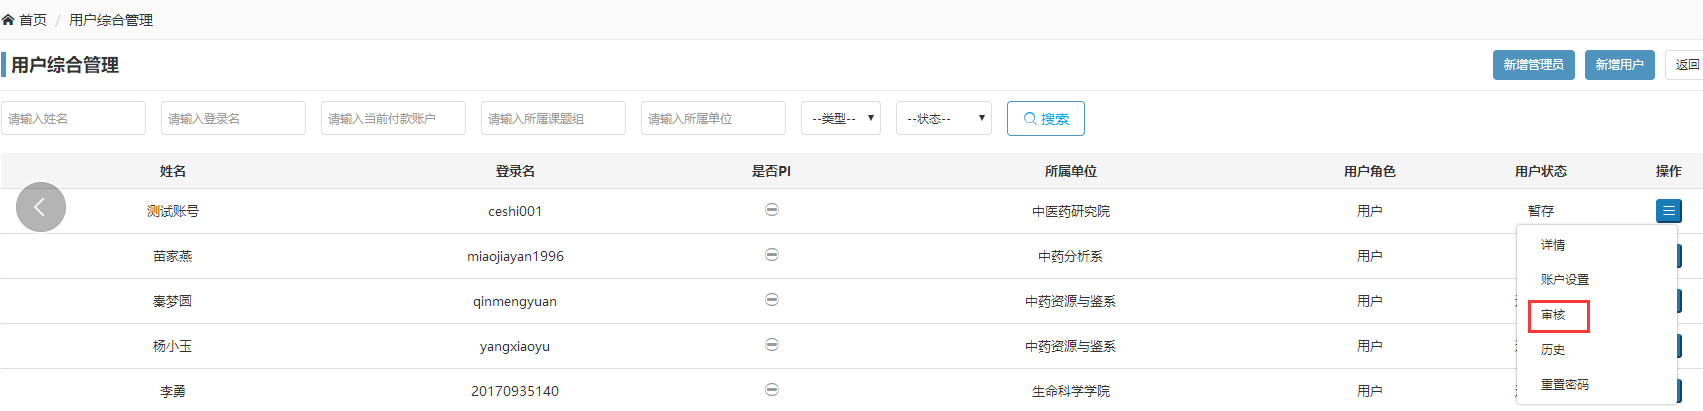 首页 / 用户综合管理
用户综合管理 新增管理员 新增用户 返回
请输入姓名 请输入登录名 请输入当前付款账户 请输入所属课题组 请输入所属单位 --类型-- --状态-- 搜索
姓名 登录名 是否PI 所属单位 用户角色 用户状态 操作
测试账号 ceshi001 中医药研究院 用户 暂存
详情
苗家燕 miaojiayan1996 中药分析系 用户
账户设置
秦梦圆 qinmengyuan 中药资源与鉴系 用户
审核
杨小玉 yangxiaoyu 中药资源与鉴系 用户
历史
李勇 20170935140 生命科学学院 用户
重置密码